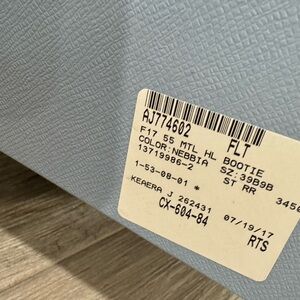 AJ774602 FLT
F17 55 MTL HL BOOTIE
COLOR:NEBBIA SZ:39B9B
13719986-2 ST RR
1-53-08-01 * 3450
KEAERA J 262431 07/19/17
CX-604-84 RTS